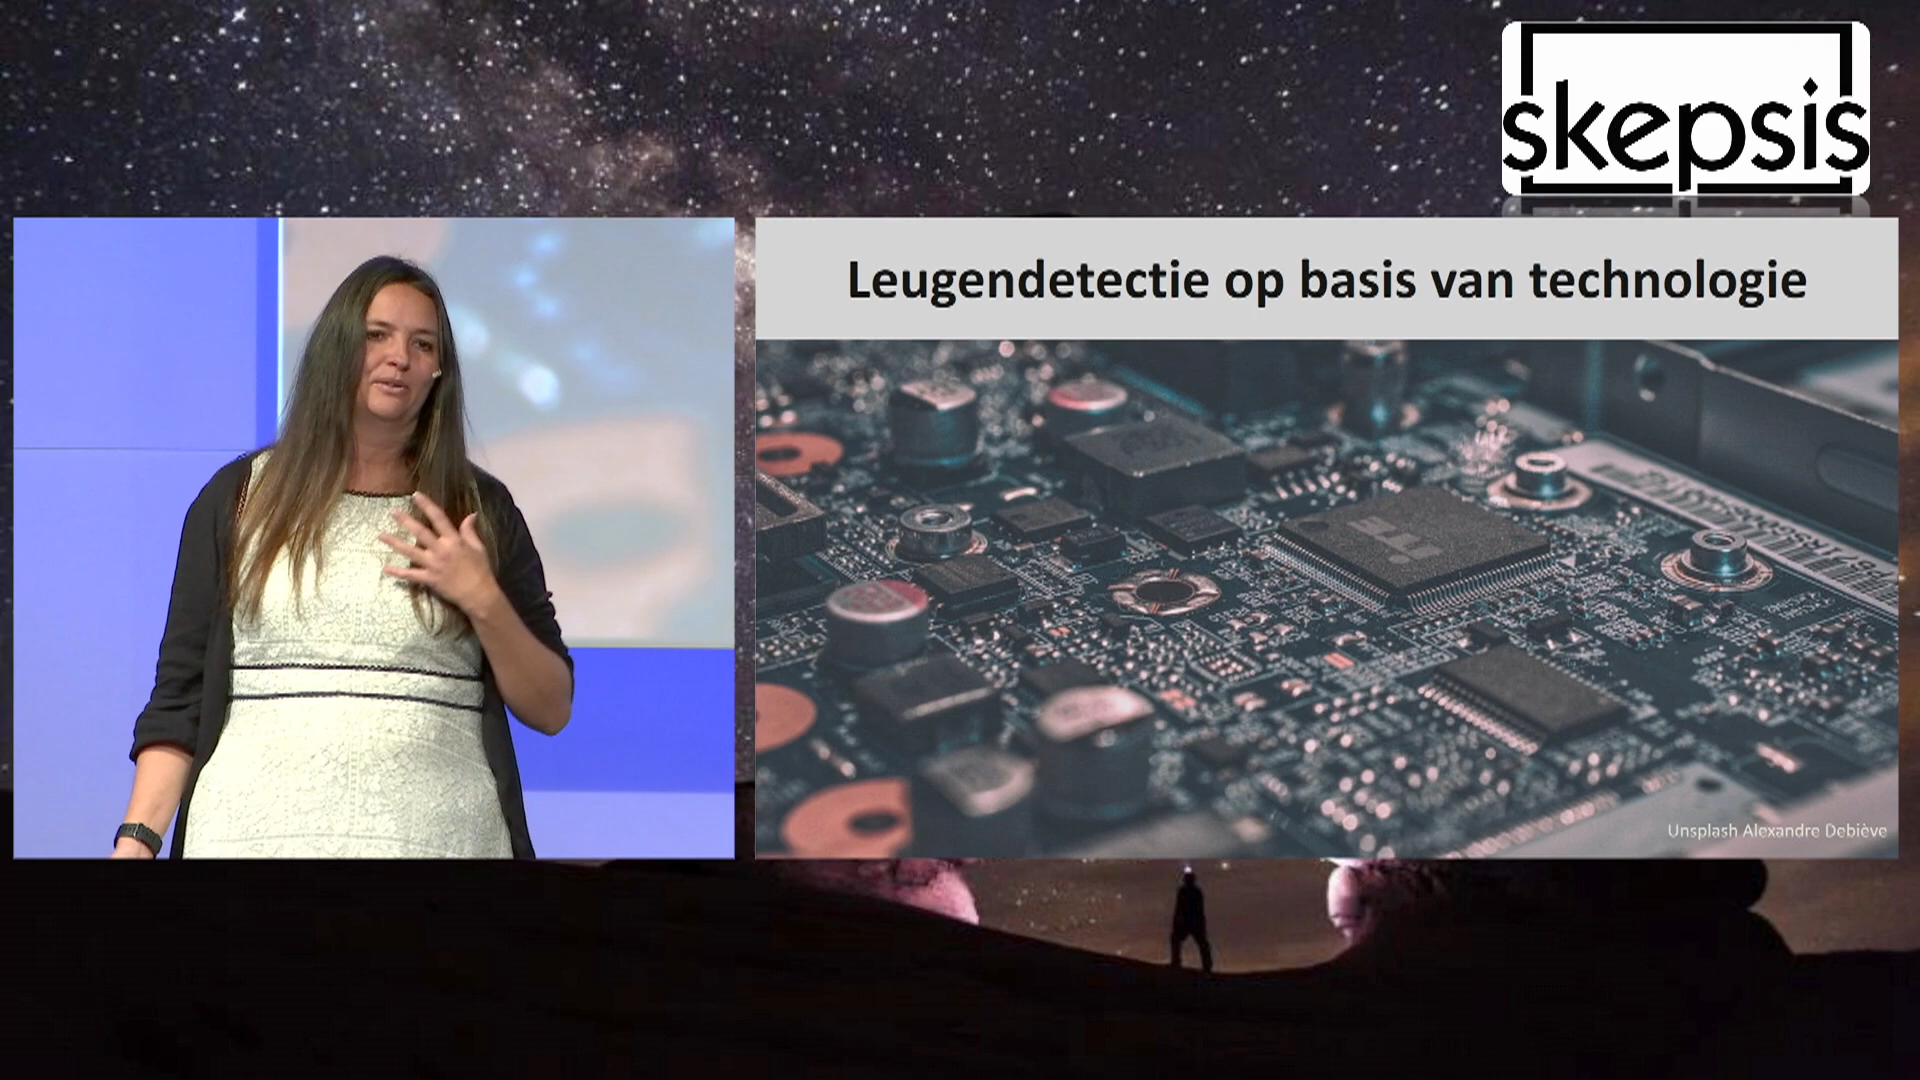 skepsis
Leugendetectie op basis van technologie
Unsplash Alexandre Debiève